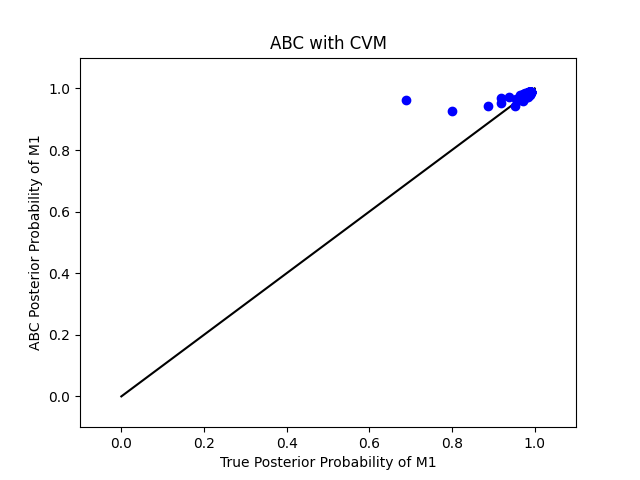 ABC with CVM
1.0
0.8
0.6
0.4
0.2
0.0
ABC Posterior Probability of M1
0.0 0.2 0.4 0.6 0.8 1.0
True Posterior Probability of M1